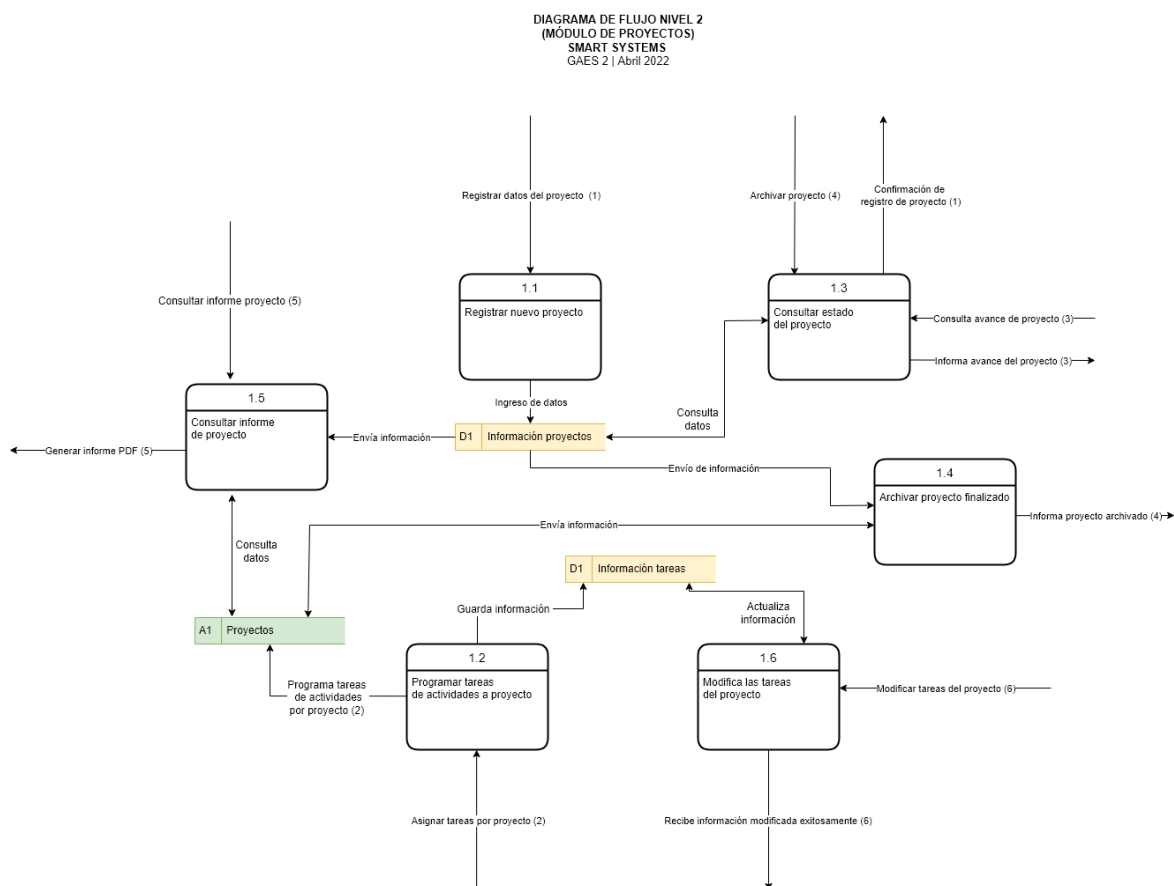 DIAGRAMA DE FLUJO NIVEL 2
(MÓDULO DE PROYECTOS)
SMART SYSTEMS
GAES 2 | Abril 2022
Registrar datos del proyecto (1)
Archivar proyecto (4)
Confirmación de
registro de proyecto (1)
Consultar informe proyecto (5)
1.1
Registrar nuevo proyecto
1.3
Consultar estado
del proyecto
Consulta avance de proyecto (3)
Informa avance del proyecto (3)
1.5
Consultar informe
de proyecto
Ingreso de datos
Consulta
datos
D1 Información proyectos
Envía información
Generar informe PDF (5)
Envío de información
1.4
Archivar proyecto finalizado
Informa proyecto archivado (4)
Envía información
Consulta
datos
D1 Información tareas
Guarda información
Actualiza
información
A1 Proyectos
1.2
Programar tareas
de actividades a proyecto
1.6
Modifica las tareas
del proyecto
Programa tareas
de actividades
por proyecto (2)
Modificar tareas del proyecto (6)
Asignar tareas por proyecto (2)
Recibe información modificada exitosamente (6)